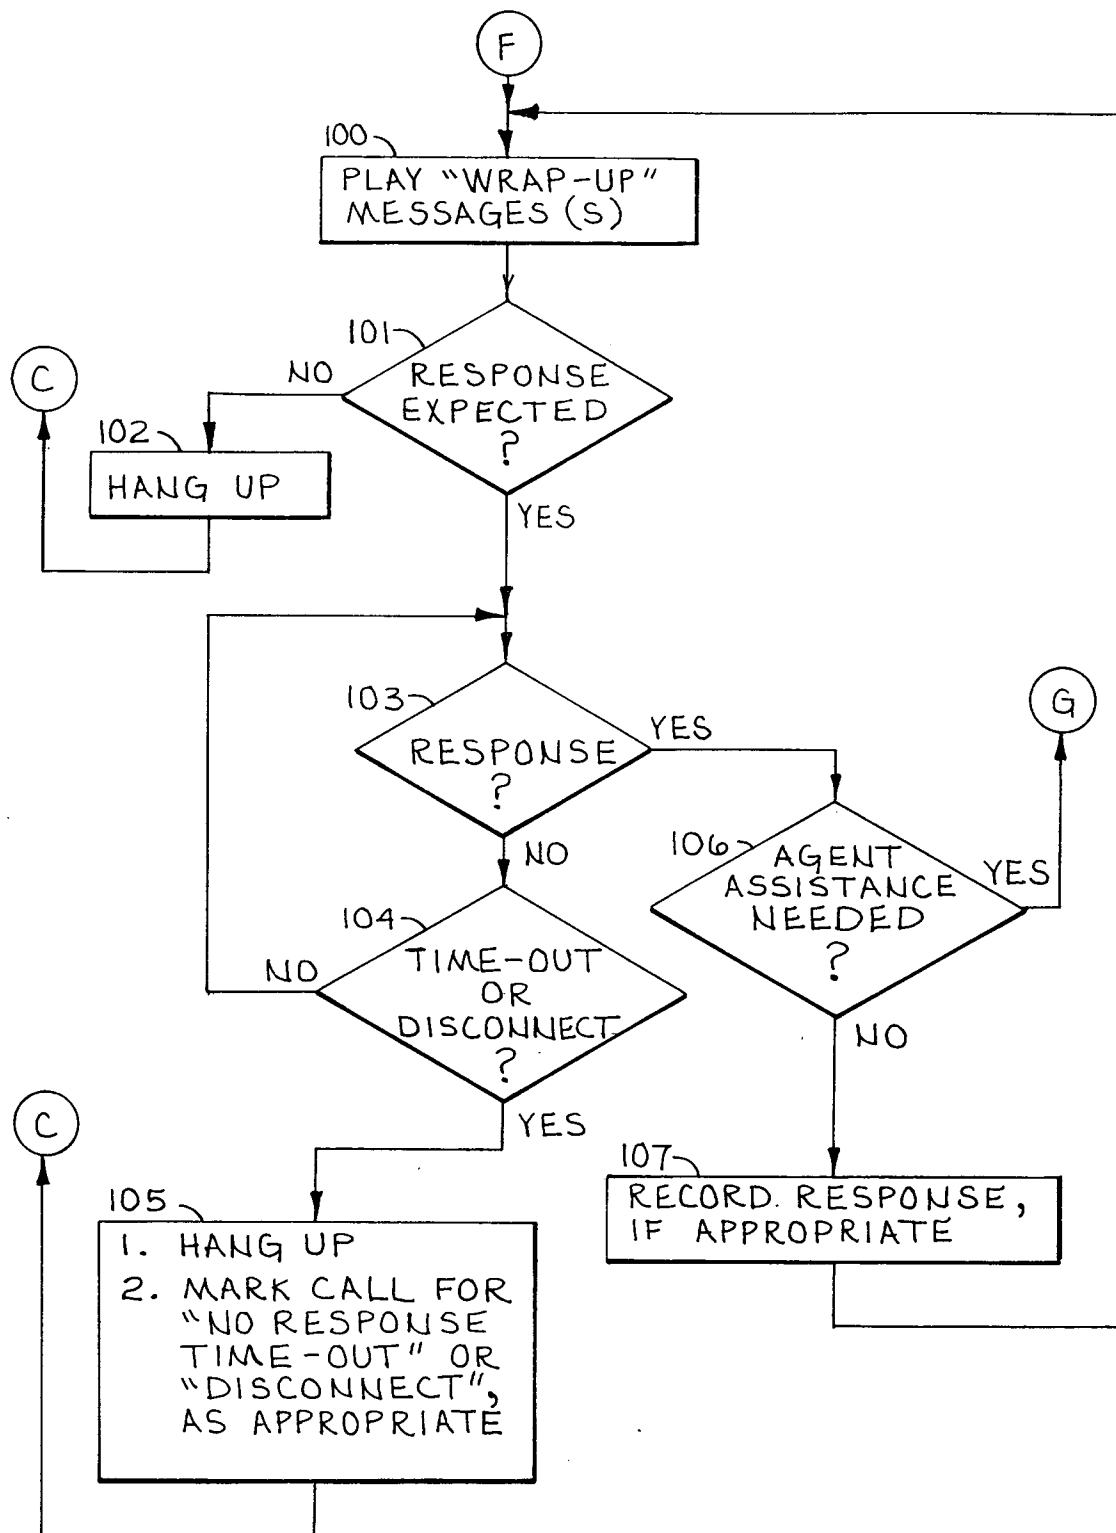 F
100
PLAY "WRAP-UP"
MESSAGES (S)
101
RESPONSE
EXPECTED
?
NO
C
102
HANG UP
YES
103
RESPONSE
?
YES
G
NO
106
AGENT
ASSISTANCE
NEEDED
?
YES
104
TIME-OUT
OR
DISCONNECT
?
NO
NO
YES
C
107
RECORD RESPONSE,
IF APPROPRIATE
105
1. HANG UP
2. MARK CALL FOR
"NO RESPONSE
TIME-OUT" OR
"DISCONNECT",
AS APPROPRIATE